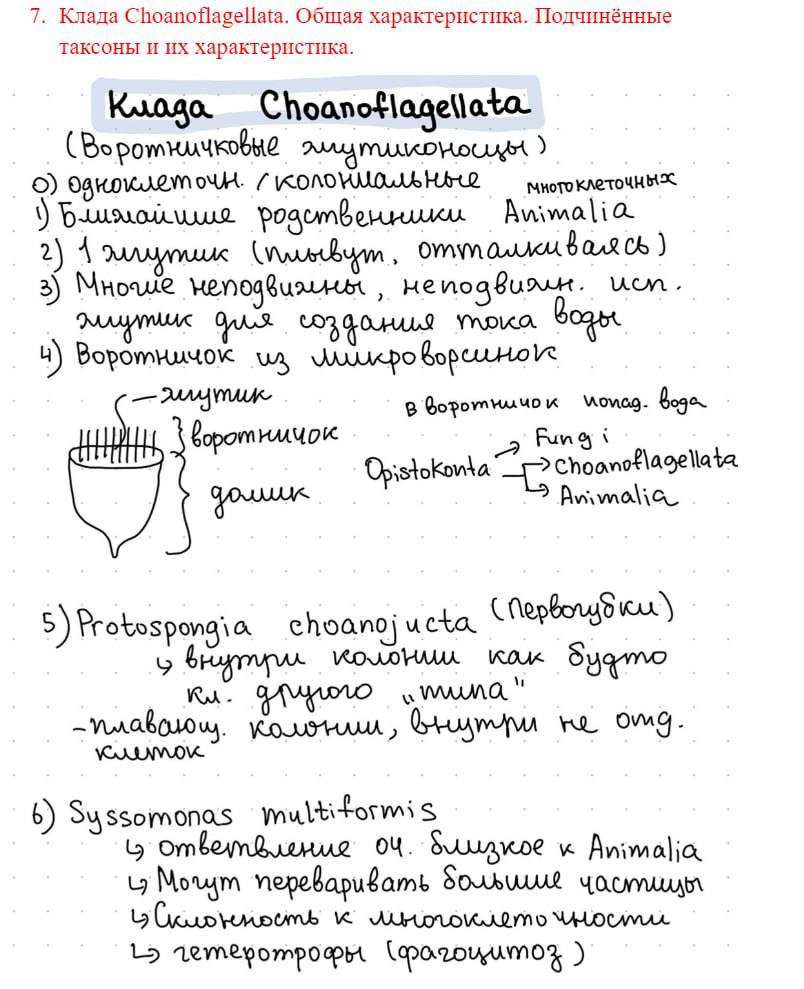 7. Клада Choanoflagellata. Общая характеристика. Подчинённые
таксоны и их характеристика.
Клада Choanoflagellata
(Воротничковые жгутиконосцы)
0) одноклеточн. / колониальные
многоклеточных
1) Ближайшие родственники Animalia
2) 1 жгутик (плывут, отталкиваясь)
3) Многие неподвижны, неподвижн. исп.
жгутик для создания тока воды
4) Воротничок из микроворсинок
жгутик
в воротничок попад. вода
воротничок
Fungi
Opistokonta
Choanoflagellata
домик
Animalia
5) Protospongia choanojucta (Первогубки)
↳ внутри колонии как будто
кл. другого „типа"
- плавающ. колонии, внутри не отд.
клеток
6) Syssomonas multiformis
↳ ответвление оч. близкое к Animalia
↳ Могут переваривать большие частицы
↳ Склонность к многоклеточности
↳ гетеротрофы (фагоцитоз)